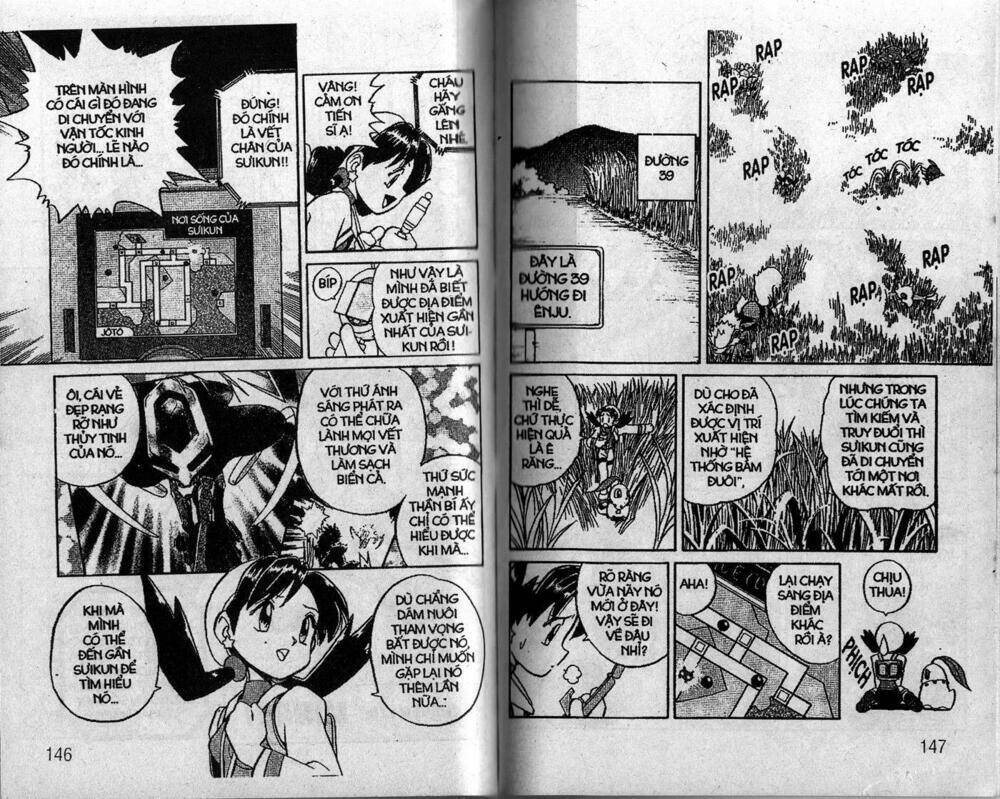 TRÊN MÀN HÌNH
CÓ CÁI GÌ ĐÓ ĐANG
DI CHUYỂN VỚI
VẬN TỐC KINH
NGƯỜI... LẼ NÀO
ĐÓ CHÍNH LÀ...
ĐÚNG!
ĐÓ CHÍNH
LÀ VẾT
CHÂN CỦA
SƯIKUN!!
NƠI SỐNG CỦA
SƯIKUN
JÔTÔ
CHÁU
HÃY
GẮNG
LÊN
NHÉ.
VÂNG!
CẢM ƠN
TIẾN
SĨ Ạ!
BÍP
NHƯ VẬY LÀ
MÌNH ĐÃ BIẾT
ĐƯỢC ĐỊA ĐIỂM
XUẤT HIỆN GẦN
NHẤT CỦA SƯI-
KUN RỒI!
ÔI, CÁI VẺ
ĐẸP RẠNG
RỠ NHƯ
THỦY TINH
CỦA NÓ...
VỚI THỨ ÁNH
SÁNG PHÁT RA
CÓ THỂ CHỮA
LÀNH MỌI VẾT
THƯƠNG VÀ
LÀM SẠCH
BIỂN CẢ.
THỨ SỨC
MẠNH
THẦN BÍ ẤY
CHỈ CÓ THỂ
HIỂU ĐƯỢC
KHI MÀ...
KHI MÀ
MÌNH
CÓ THỂ
ĐẾN GẦN
SƯIKUN ĐỂ
TÌM HIỂU
NÓ...
DÙ CHẲNG
DÁM NUÔI
THAM VỌNG
BẮT ĐƯỢC NÓ,
MÌNH CHỈ MUỐN
GẶP LẠI NÓ
THÊM LẦN
NỮA...
146
ĐƯỜNG
39
ĐÂY LÀ
ĐƯỜNG 39
HƯỚNG ĐI
ÊNJU.
RẠP
RẠP
RẠP
RẠP
TÓC
TÓC
TÓC
RẠP
RẠP
RẠP
RẠP
NGHE
THÌ DỄ,
CHỨ THỰC
HIỆN QUẢ
LÀ Ê
RĂNG...
DÙ CHO ĐÃ
XÁC ĐỊNH
ĐƯỢC VỊ TRÍ
XUẤT HIỆN
NHỜ "HỆ
THỐNG BÁM
ĐUÔI",
NHƯNG TRONG
LÚC CHÚNG TA
TÌM KIẾM VÀ
TRUY ĐUỔI THÌ
SƯIKUN CŨNG
ĐÃ DI CHUYỂN
TỚI MỘT NƠI
KHÁC MẤT RỒI.
RÕ RÀNG
VỪA NÃY NÓ
MỚI Ở ĐÂY!
VẬY SẼ ĐI
VỀ ĐÂU
NHỈ?
AHA!
LẠI CHẠY
SANG ĐỊA
ĐIỂM
KHÁC
RỒI À?
CHỊU
THUA!
PHỊCH
147